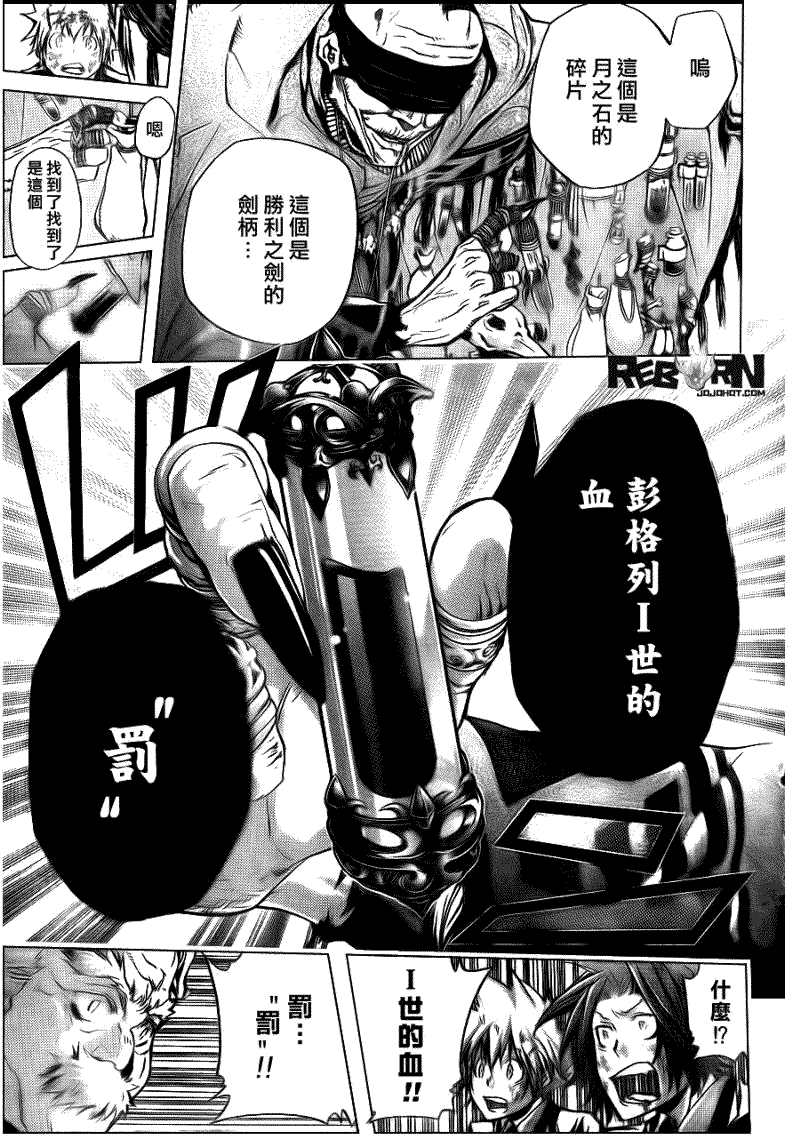 嗚
這個是
月之石的
碎片
這個是
勝利之劍的
劍柄…
嗯
找到了找到了
是這個
REBORN
JOJOHOT.COM
彭格列I世的
血
"罰"
什麼!?
I世的血!!
罰…
"罰"!!